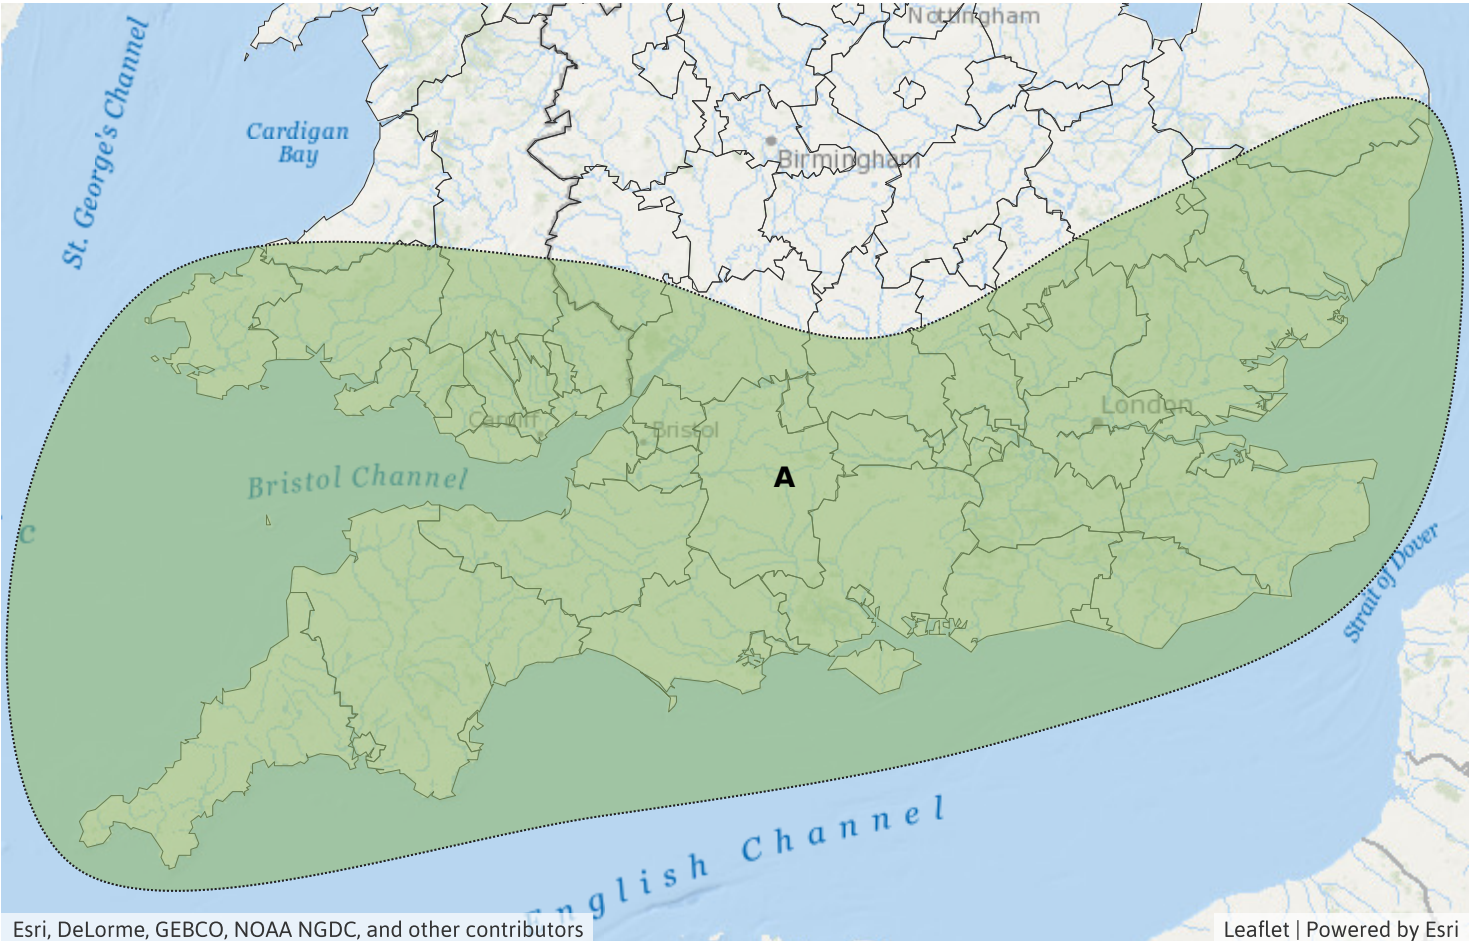 Nottingham
St. George's Channel
Cardigan
Bay
Birmingham
London
Cardiff
Bristol
A
Bristol Channel
c
Strait of Dover
English Channel
Esri, DeLorme, GEBCO, NOAA NGDC, and other contributors
Leaflet | Powered by Esri